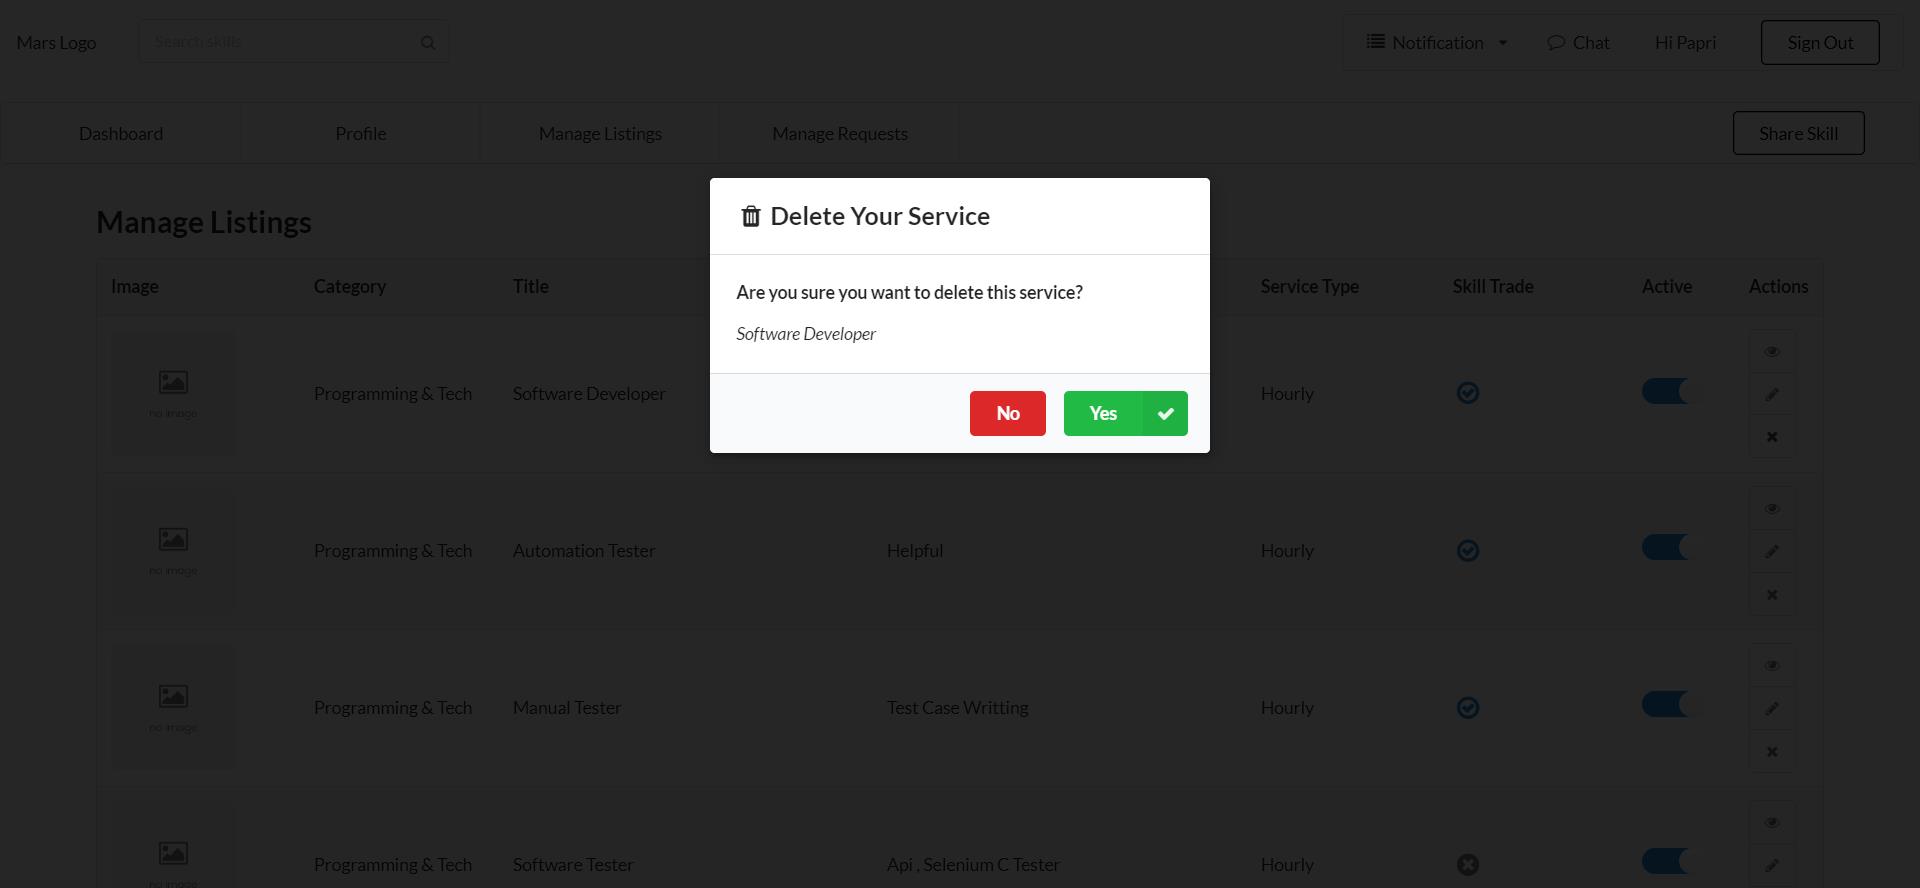 Mars Logo
Search skills
Notification
Chat
Hi Papri
Sign Out
Dashboard
Profile
Manage Listings
Manage Requests
Share Skill
Delete Your Service
Are you sure you want to delete this service?
Software Developer
No
Yes
Manage Listings
Image Category Title Service Type Skill Trade Active Actions
no image Programming & Tech Software Developer Hourly
no image Programming & Tech Automation Tester Helpful Hourly
no image Programming & Tech Manual Tester Test Case Writting Hourly
no image Programming & Tech Software Tester Api , Selenium C Tester Hourly